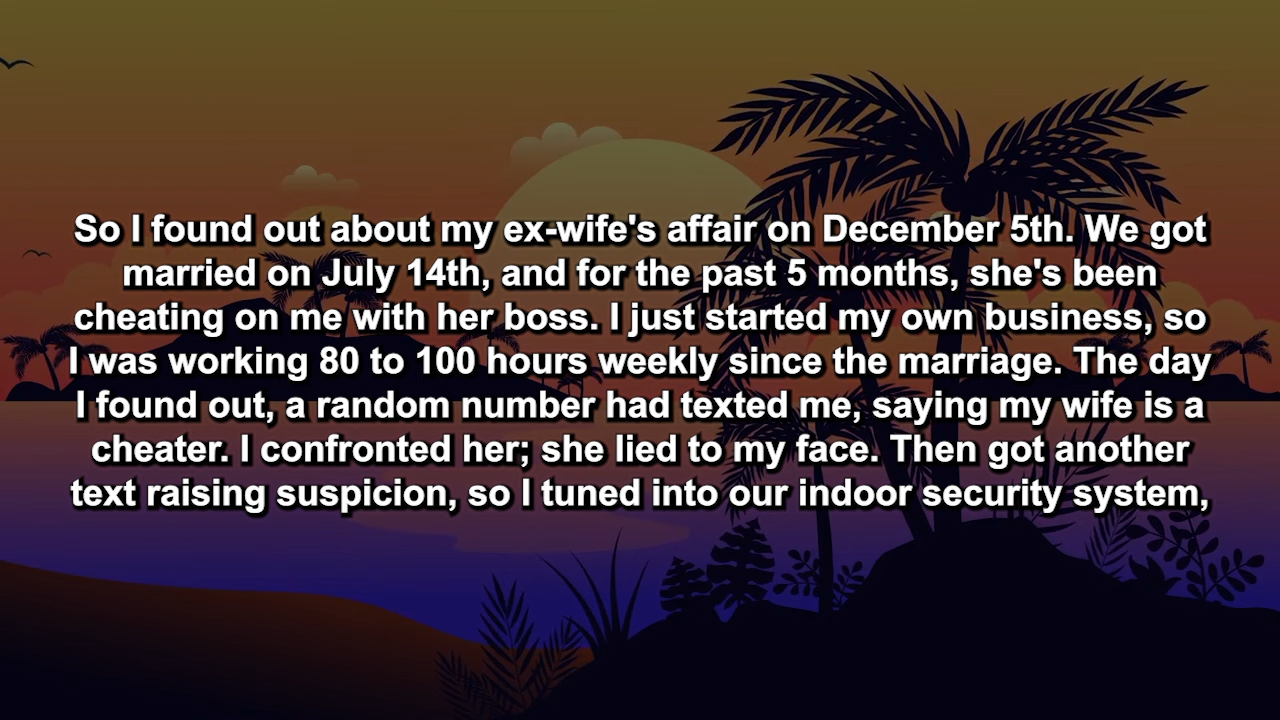 So I found out about my ex-wife's affair on December 5th. We got
married on July 14th, and for the past 5 months, she's been
cheating on me with her boss. I just started my own business, so
I was working 80 to 100 hours weekly since the marriage. The day
I found out, a random number had texted me, saying my wife is a
cheater. I confronted her; she lied to my face. Then got another
text raising suspicion, so I tuned into our indoor security system,